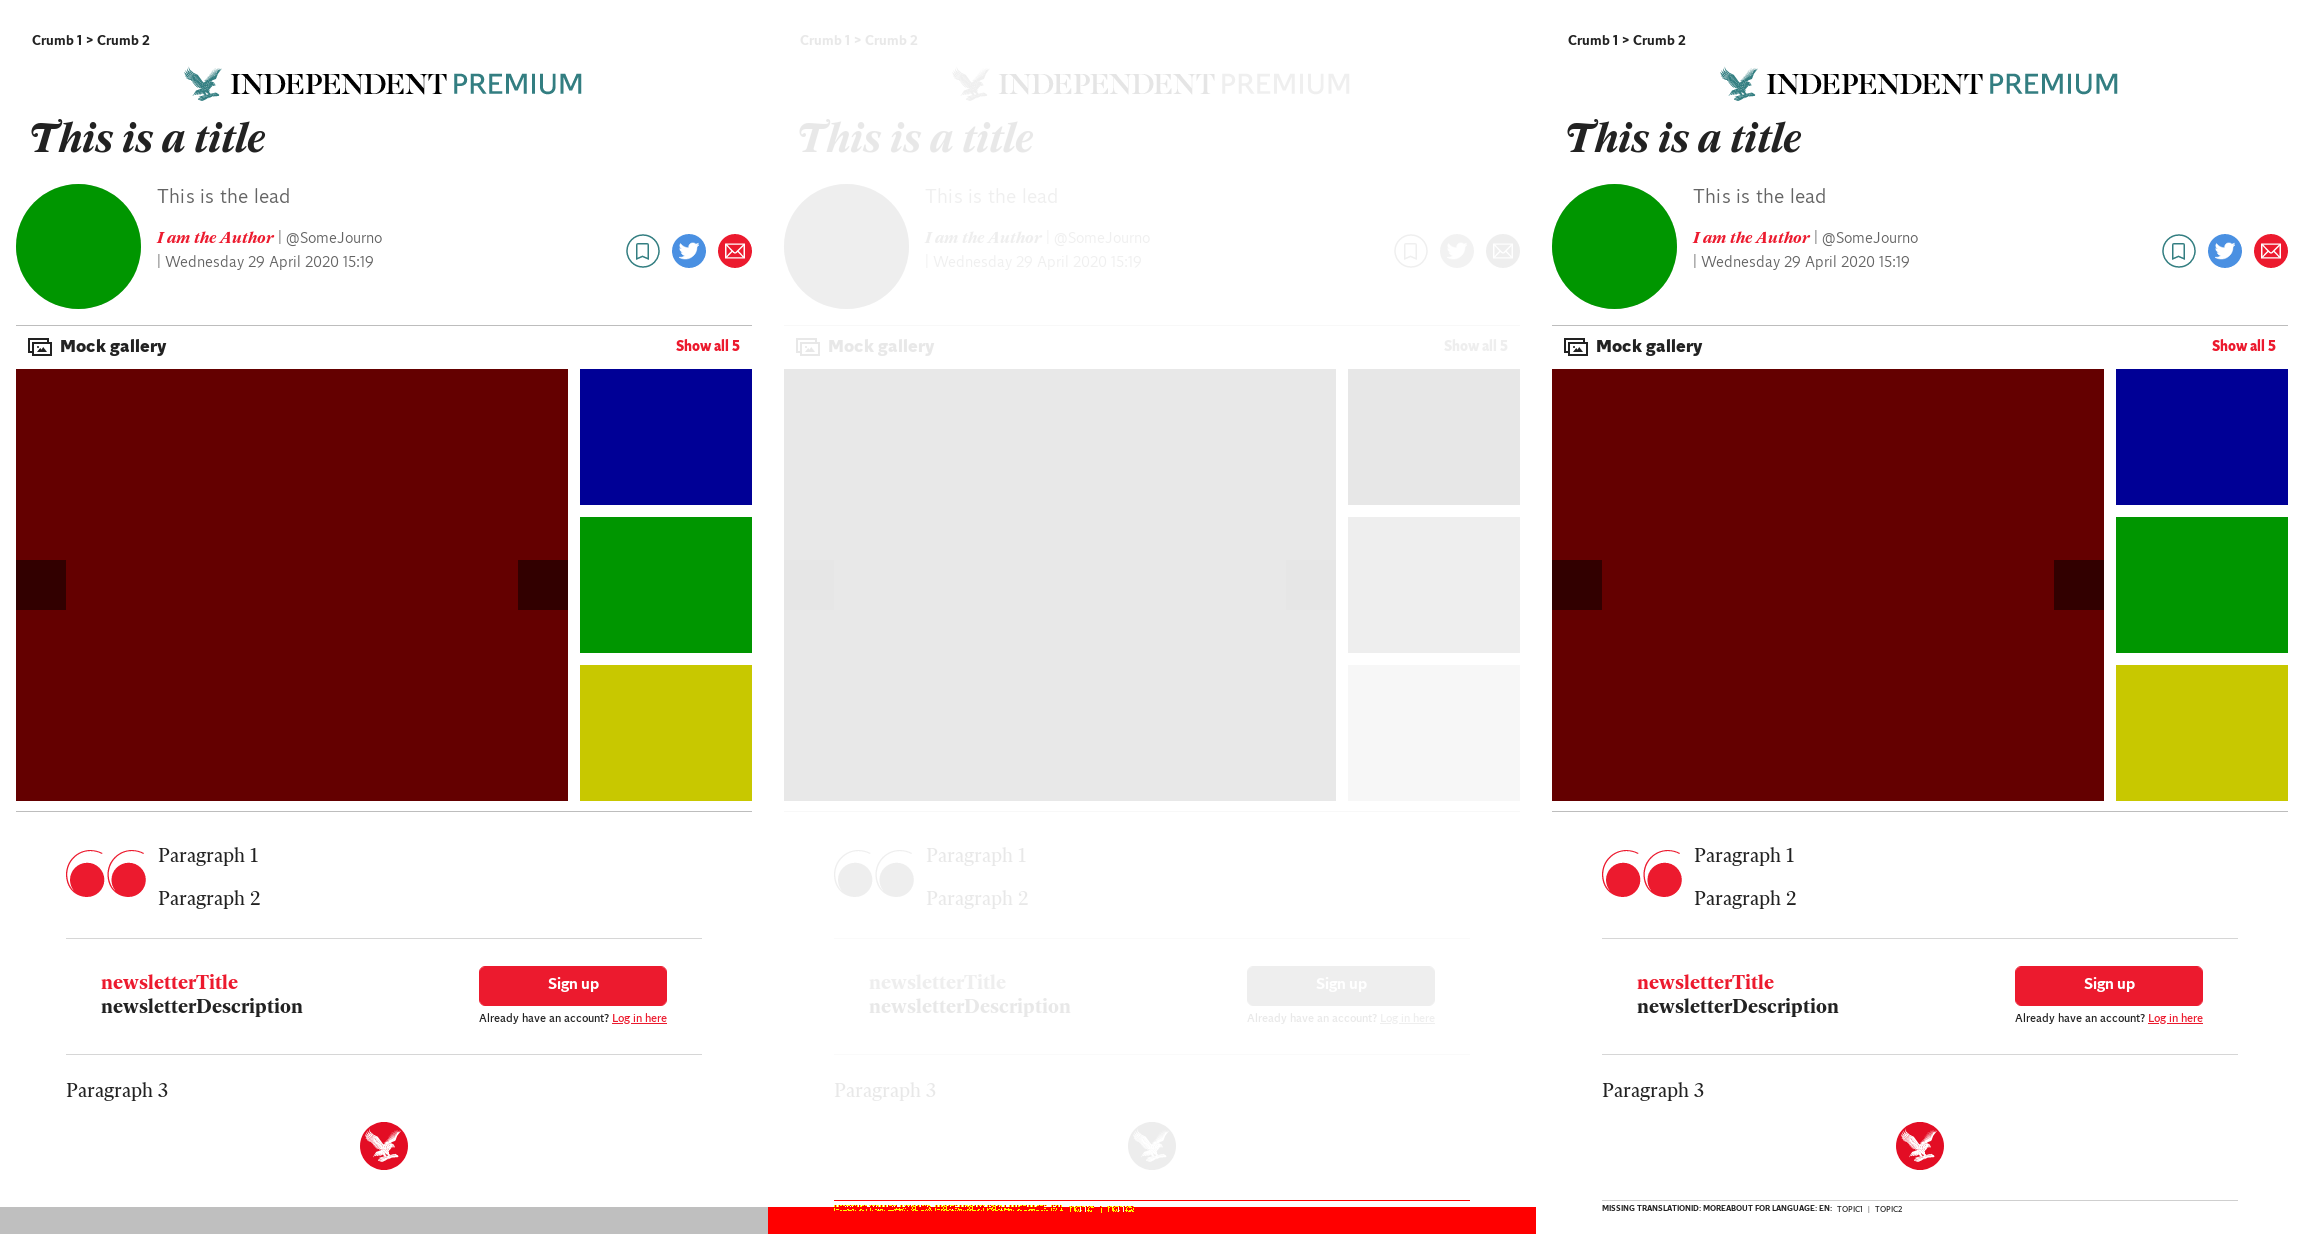 Crumb 1 > Crumb 2
INDEPENDENT PREMIUM
This is a title
This is the lead
I am the Author | @SomeJourno
| Wednesday 29 April 2020 15:19
Mock gallery
Show all 5
Paragraph 1
Paragraph 2
newsletterTitle
newsletterDescription
Sign up
Already have an account? Log in here
Paragraph 3
Crumb 1 > Crumb 2
INDEPENDENT PREMIUM
This is a title
This is the lead
I am the Author | @SomeJourno
| Wednesday 29 April 2020 15:19
Mock gallery
Show all 5
Paragraph 1
Paragraph 2
newsletterTitle
newsletterDescription
Sign up
Already have an account? Log in here
Paragraph 3
Crumb 1 > Crumb 2
INDEPENDENT PREMIUM
This is a title
This is the lead
I am the Author | @SomeJourno
| Wednesday 29 April 2020 15:19
Mock gallery
Show all 5
Paragraph 1
Paragraph 2
newsletterTitle
newsletterDescription
Sign up
Already have an account? Log in here
Paragraph 3
MISSING TRANSLATIONID: MOREABOUT FOR LANGUAGE: EN: TOPIC1 | TOPIC2